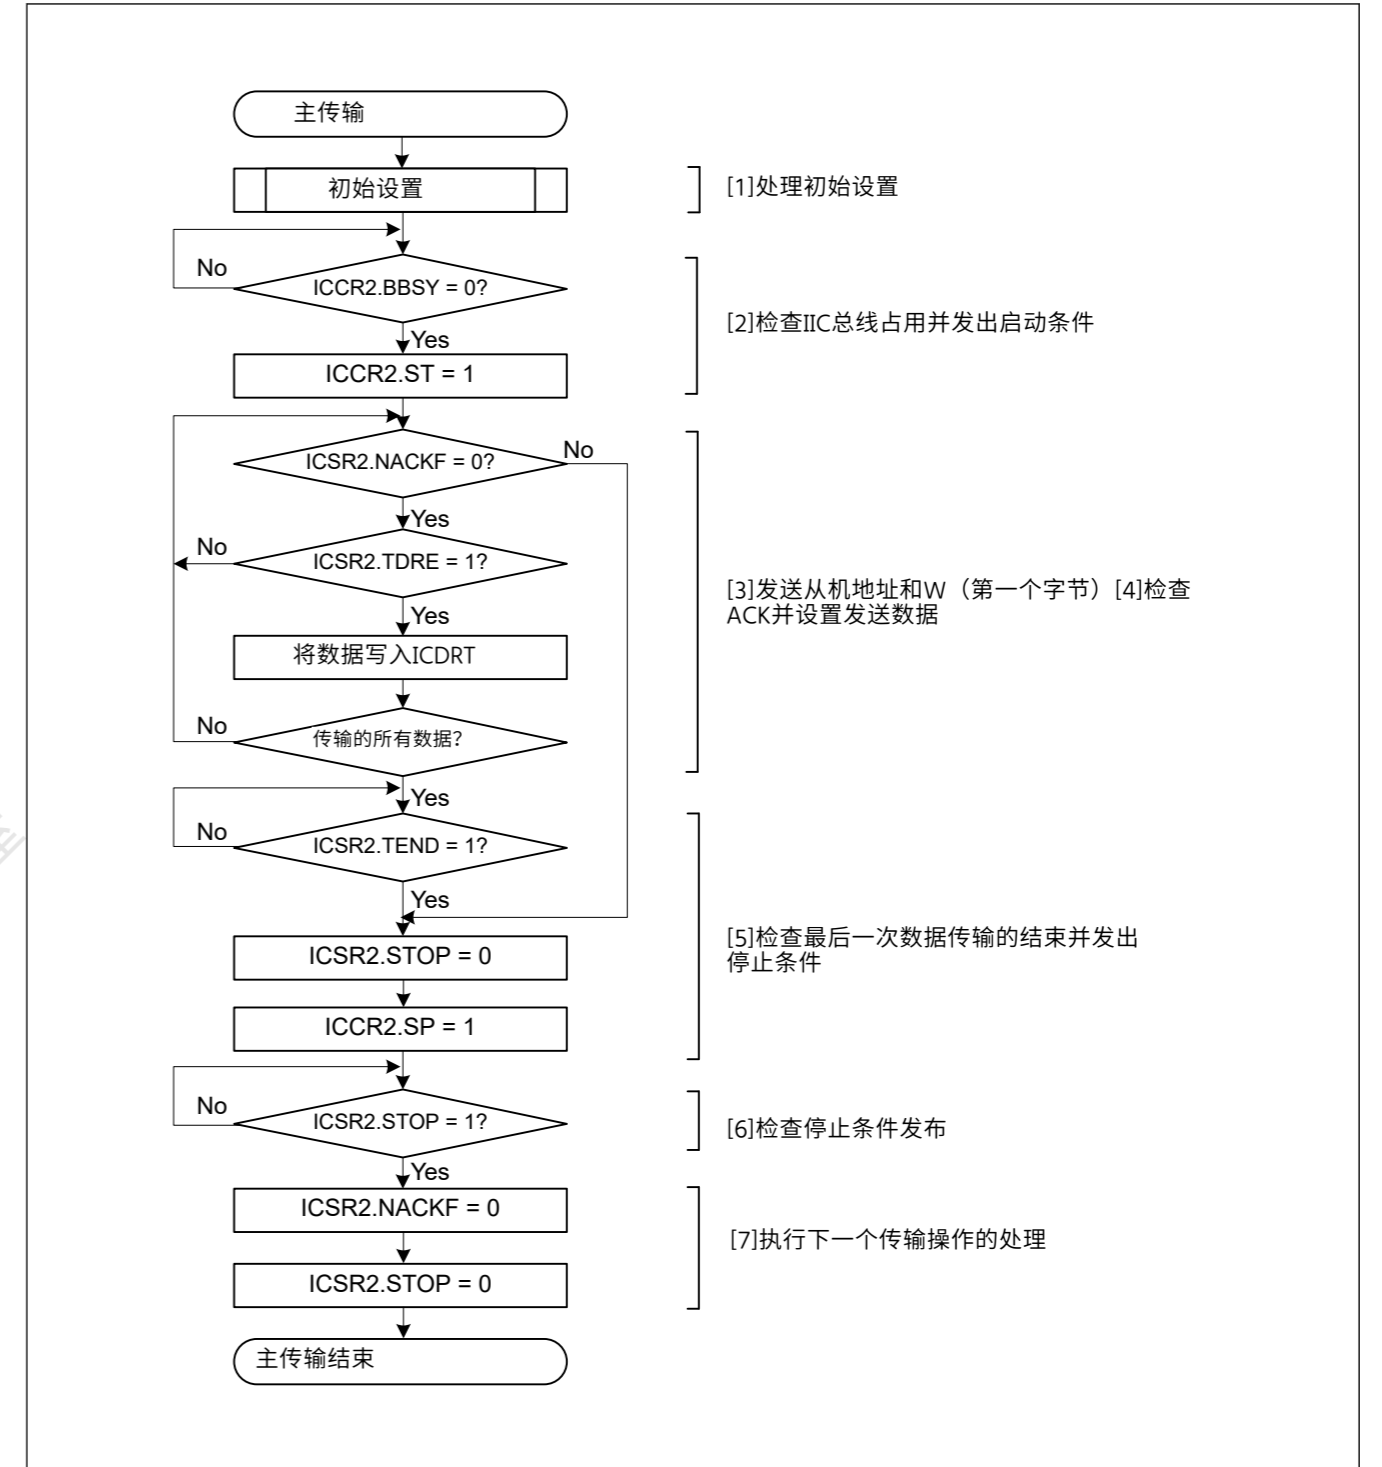 主传输
初始设置
[1]处理初始设置
No
ICCR2.BBSY = 0?
[2]检查IIC总线占用并发出启动条件
Yes
ICCR2.ST = 1
No
ICSR2.NACKF = 0?
Yes
No
ICSR2.TDRE = 1?
[3]发送从机地址和W（第一个字节）[4]检查
ACK并设置发送数据
Yes
将数据写入ICDRT
No
传输的所有数据?
Yes
No
ICSR2.TEND = 1?
Yes
[5]检查最后一次数据传输的结束并发出
停止条件
ICSR2.STOP = 0
ICCR2.SP = 1
No
ICSR2.STOP = 1?
[6]检查停止条件发布
Yes
ICSR2.NACKF = 0
[7]执行下一个传输操作的处理
ICSR2.STOP = 0
主传输结束